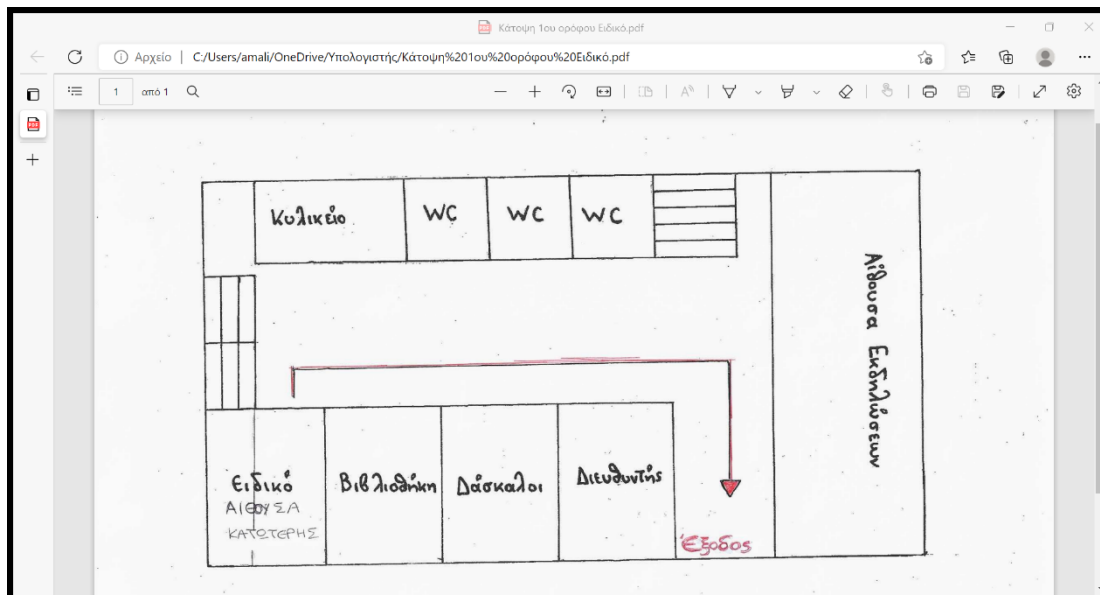 Κάτοψη 1ου ορόφου Ειδικό.pdf
Αρχείο | C:/Users/amali/OneDrive/Υπολογιστής/Κάτοψη%201ου%20ορόφου%20Ειδικό.pdf
1 από 1
Κυλικείο
WC
WC
WC
Αίθουσα Εκδηλώσεων
Ειδικό
ΑΙΘΟΥΣΑ
ΚΑΤΩΤΕΡΗΣ
Βιβλιοθήκη
Δάσκαλοι
Διευθυντής
Έξοδος